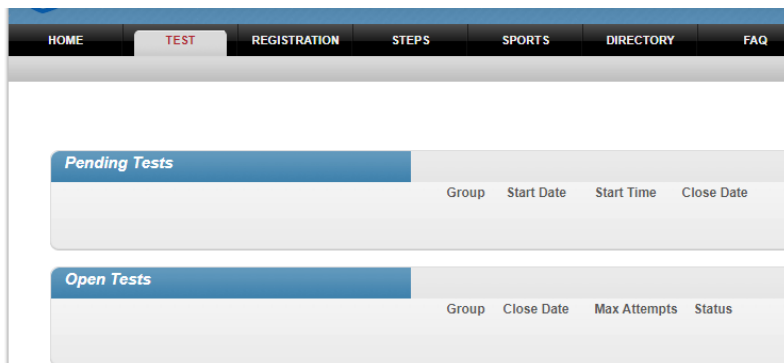 HOME TEST REGISTRATION STEPS SPORTS DIRECTORY FAQ
Pending Tests
Group Start Date Start Time Close Date
Open Tests
Group Close Date Max Attempts Status